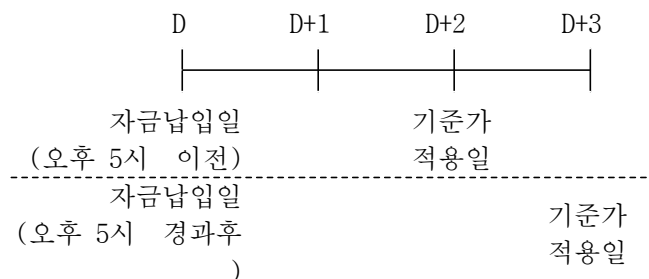 D D+1 D+2 D+3
자금납입일 기준가
(오후 5시 이전) 적용일
자금납입일
(오후 5시 경과후
)
기준가
적용일